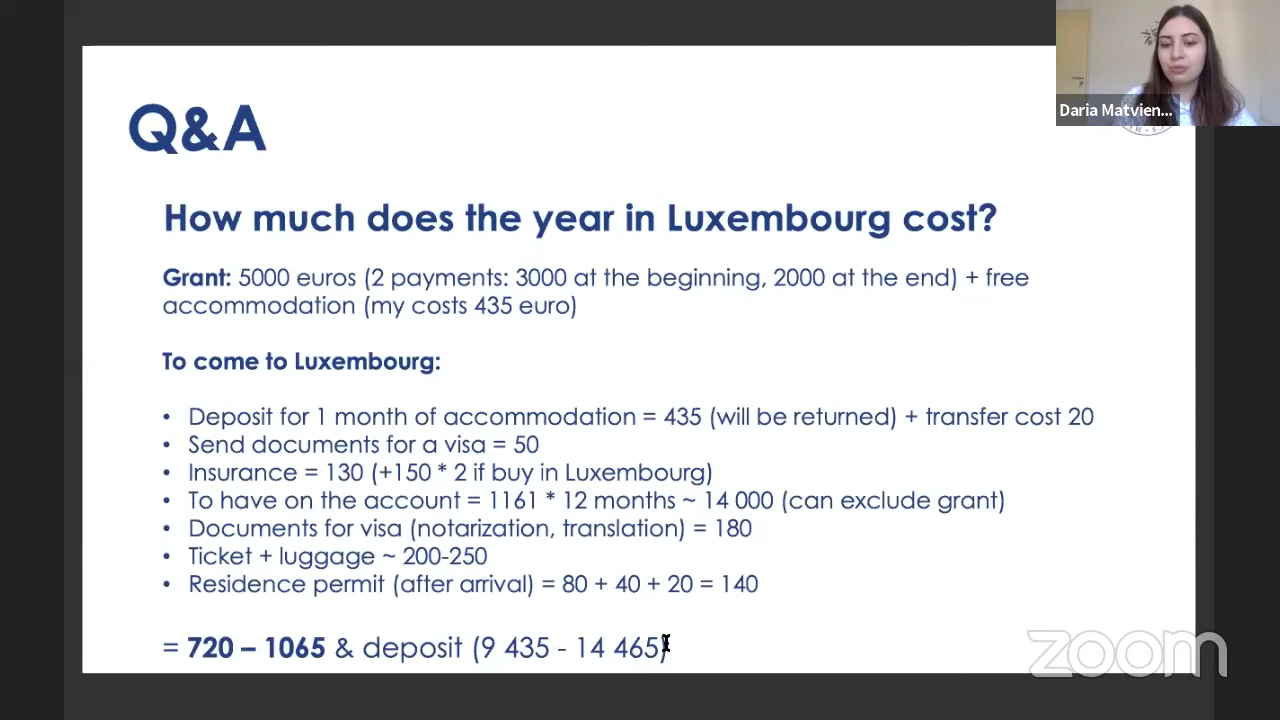 Daria Matvien...
Q&A
How much does the year in Luxembourg cost?
Grant: 5000 euros (2 payments: 3000 at the beginning, 2000 at the end) + free
accommodation (my costs 435 euro)
To come to Luxembourg:
• Deposit for 1 month of accommodation = 435 (will be returned) + transfer cost 20
• Send documents for a visa = 50
• Insurance = 130 (+150 * 2 if buy in Luxembourg)
• To have on the account = 1161 * 12 months ~ 14 000 (can exclude grant)
• Documents for visa (notarization, translation) = 180
• Ticket + luggage ~ 200-250
• Residence permit (after arrival) = 80 + 40 + 20 = 140
= 720 – 1065 & deposit (9 435 - 14 465)
zoom